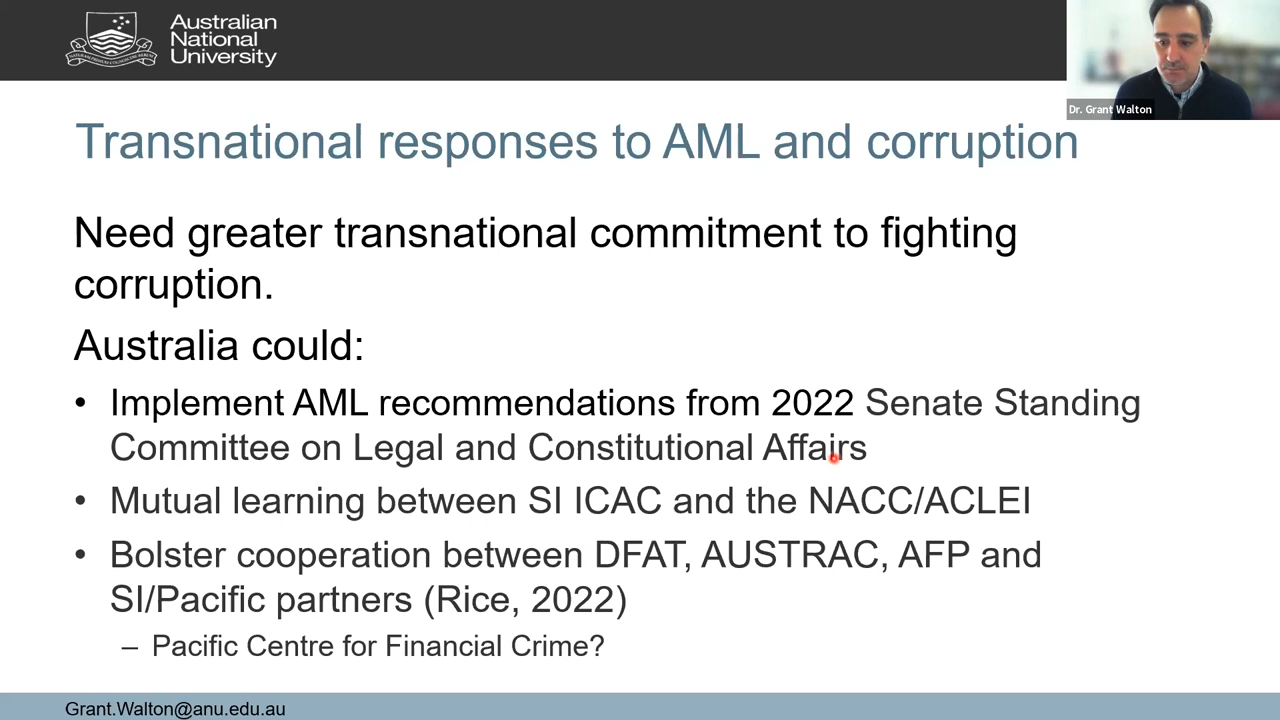 Australian
National
University
Dr. Grant Walton
Transnational responses to AML and corruption
Need greater transnational commitment to fighting
corruption.
Australia could:
• Implement AML recommendations from 2022 Senate Standing
Committee on Legal and Constitutional Affairs
• Mutual learning between SI ICAC and the NACC/ACLEI
• Bolster cooperation between DFAT, AUSTRAC, AFP and
SI/Pacific partners (Rice, 2022)
– Pacific Centre for Financial Crime?
Grant.Walton@anu.edu.au